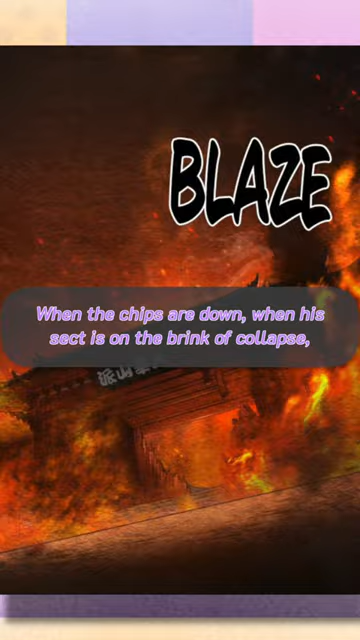 BLAZE
When the chips are down, when his
sect is on the brink of collapse,